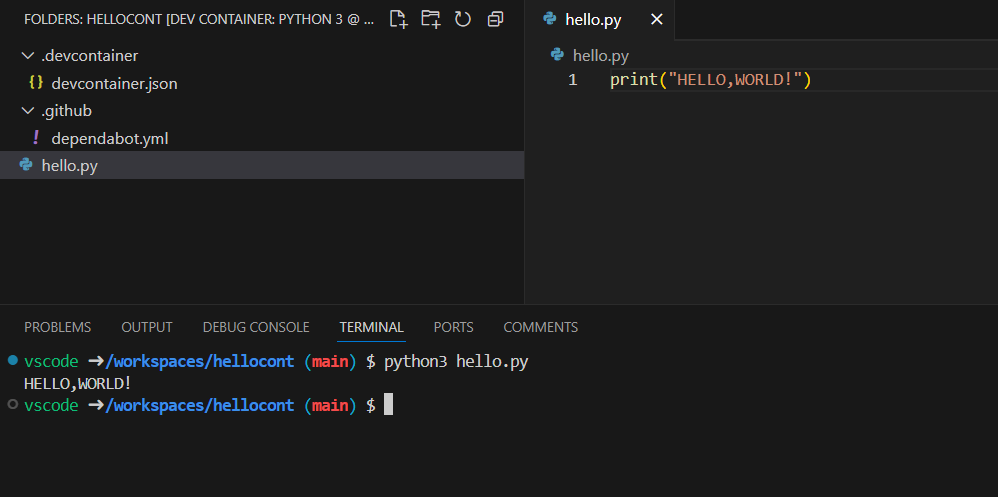 FOLDERS: HELLOCONT [DEV CONTAINER: PYTHON 3 @ ...
.devcontainer
{} devcontainer.json
.github
! dependabot.yml
hello.py
hello.py
hello.py
1 print("HELLO,WORLD!")
PROBLEMS OUTPUT DEBUG CONSOLE TERMINAL PORTS COMMENTS
vscode ➜/workspaces/hellocont (main) $ python3 hello.py
HELLO,WORLD!
vscode ➜/workspaces/hellocont (main) $